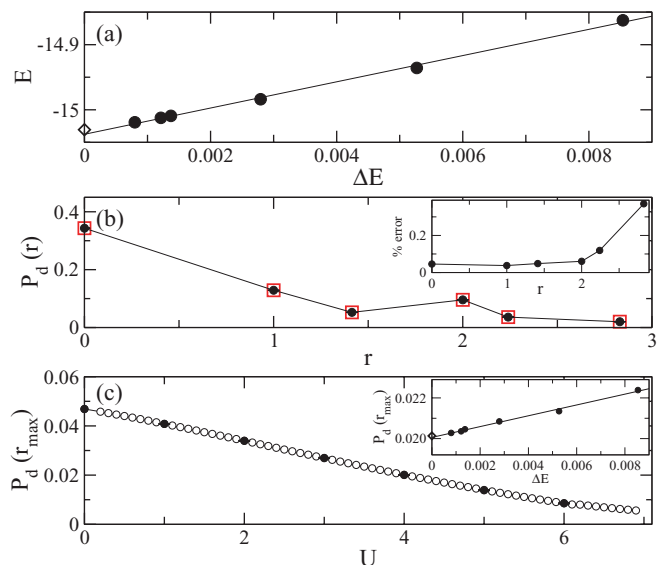 (a)
E
-14.9
-15
0 0.002 0.004 0.006 0.008
ΔE
(b)
P_d (r)
0.4
0.2
0
0 1 2 3
r
% error
0.2
0
0 1 2
r
(c)
P_d (r_max)
0.06
0.04
0.02
0
0 2 4 6
U
P_d (r_max)
0.022
0.020
0 0.002 0.004 0.006 0.008
ΔE